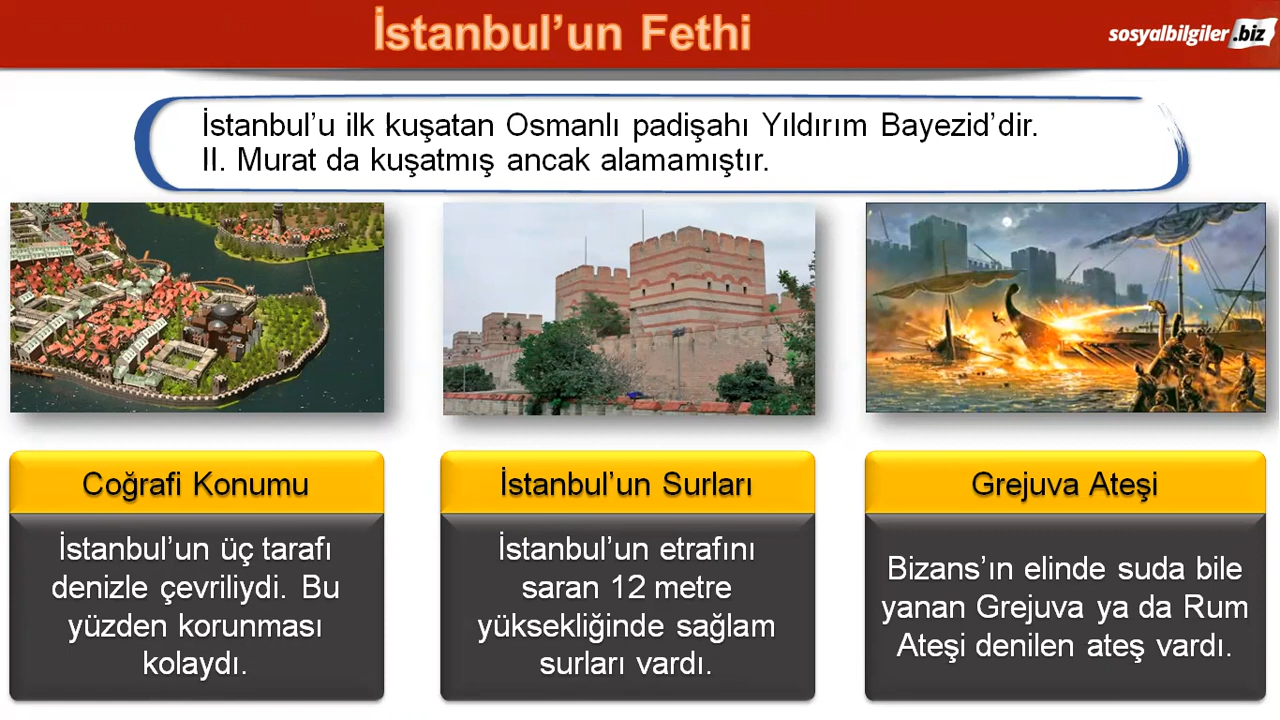 İstanbul’un Fethi
sosyalbilgiler.biz
İstanbul’u ilk kuşatan Osmanlı padişahı Yıldırım Bayezid’dir.
II. Murat da kuşatmış ancak alamamıştır.
Coğrafi Konumu
İstanbul’un üç tarafı
denizle çevriliydi. Bu
yüzden korunması
kolaydı.
İstanbul’un Surları
İstanbul’un etrafını
saran 12 metre
yüksekliğinde sağlam
surları vardı.
Grejuva Ateşi
Bizans’ın elinde suda bile
yanan Grejuva ya da Rum
Ateşi denilen ateş vardı.